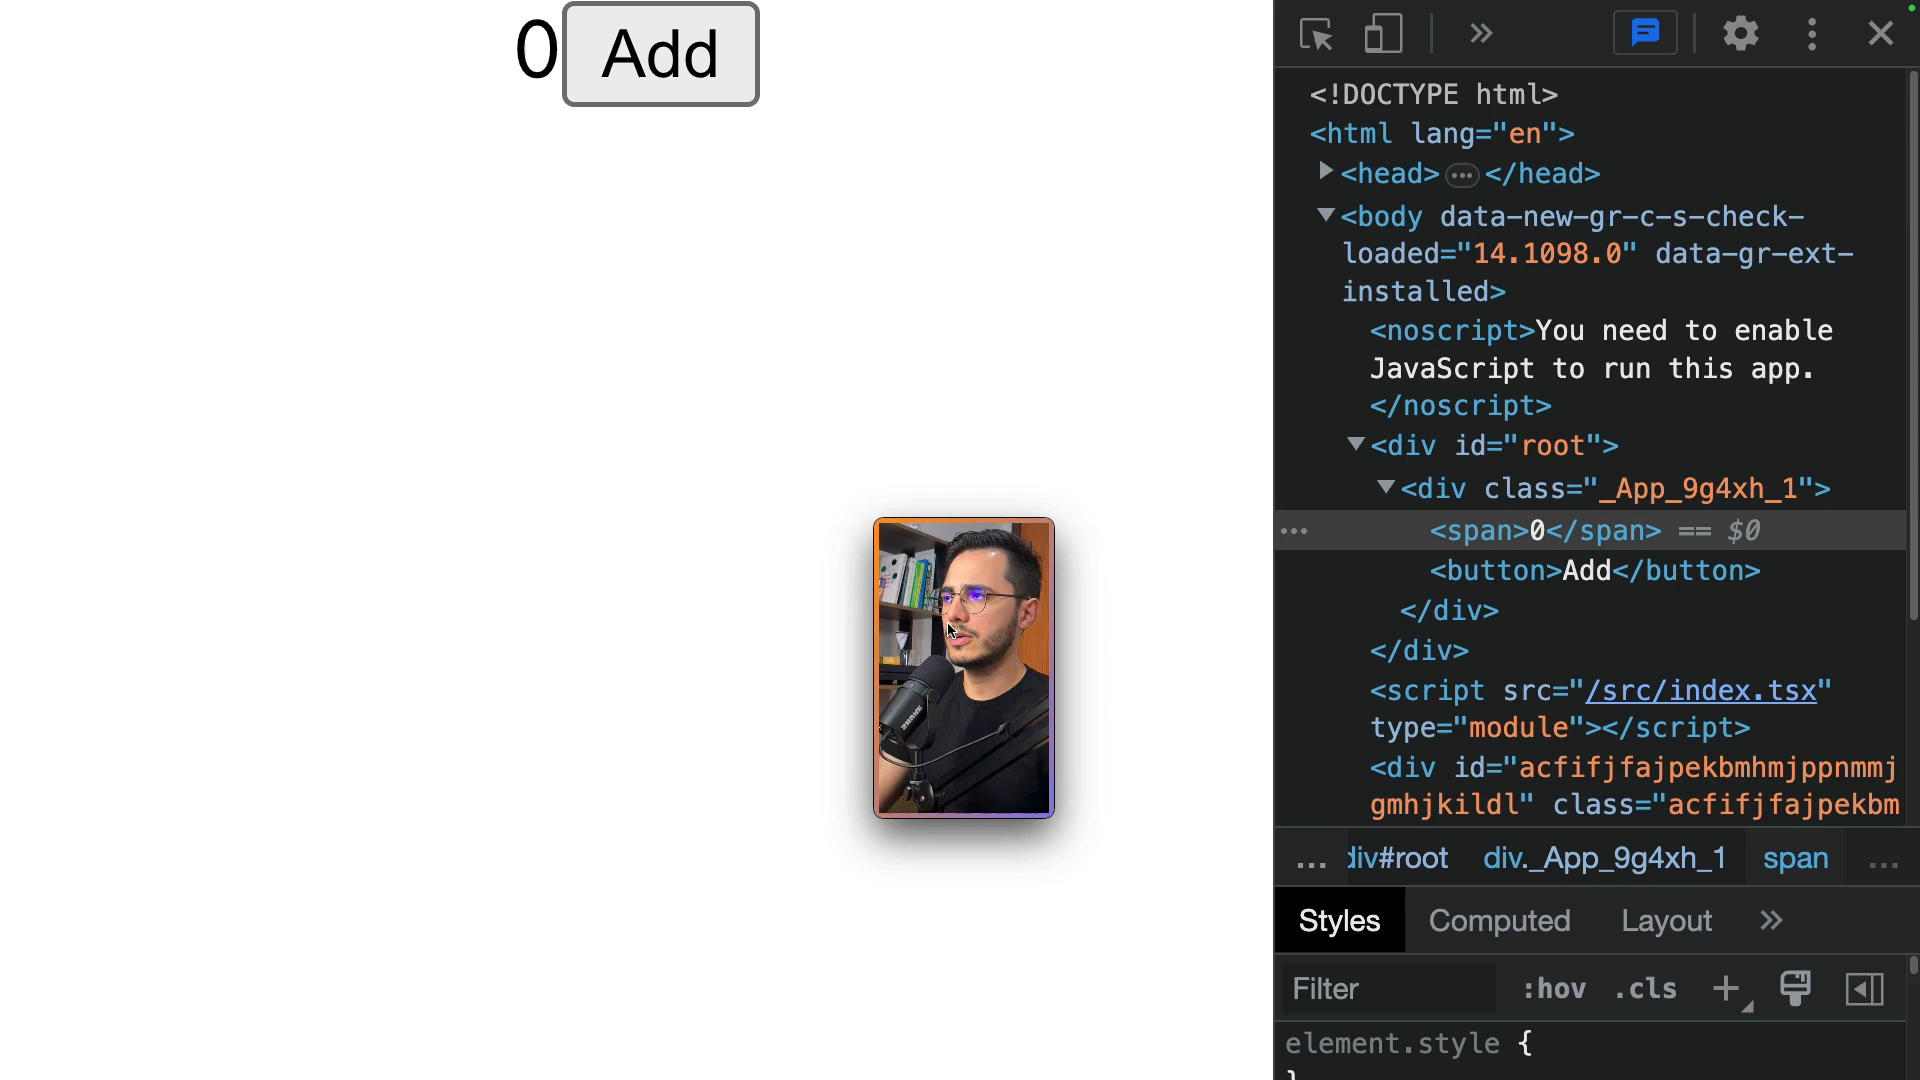 0 Add
<!DOCTYPE html>
<html lang="en">
<head>…</head>
<body data-new-gr-c-s-check-
loaded="14.1098.0" data-gr-ext-
installed>
<noscript>You need to enable
JavaScript to run this app.
</noscript>
<div id="root">
<div class="_App_9g4xh_1">
… <span>0</span> == $0
<button>Add</button>
</div>
</div>
<script src="/src/index.tsx"
type="module"></script>
<div id="acfifjfajpekbmhmjppnmmj
gmhjkildl" class="acfifjfajpekbm
… div#root div._App_9g4xh_1 span …
Styles Computed Layout
Filter :hov .cls
element.style {
}
SHURE